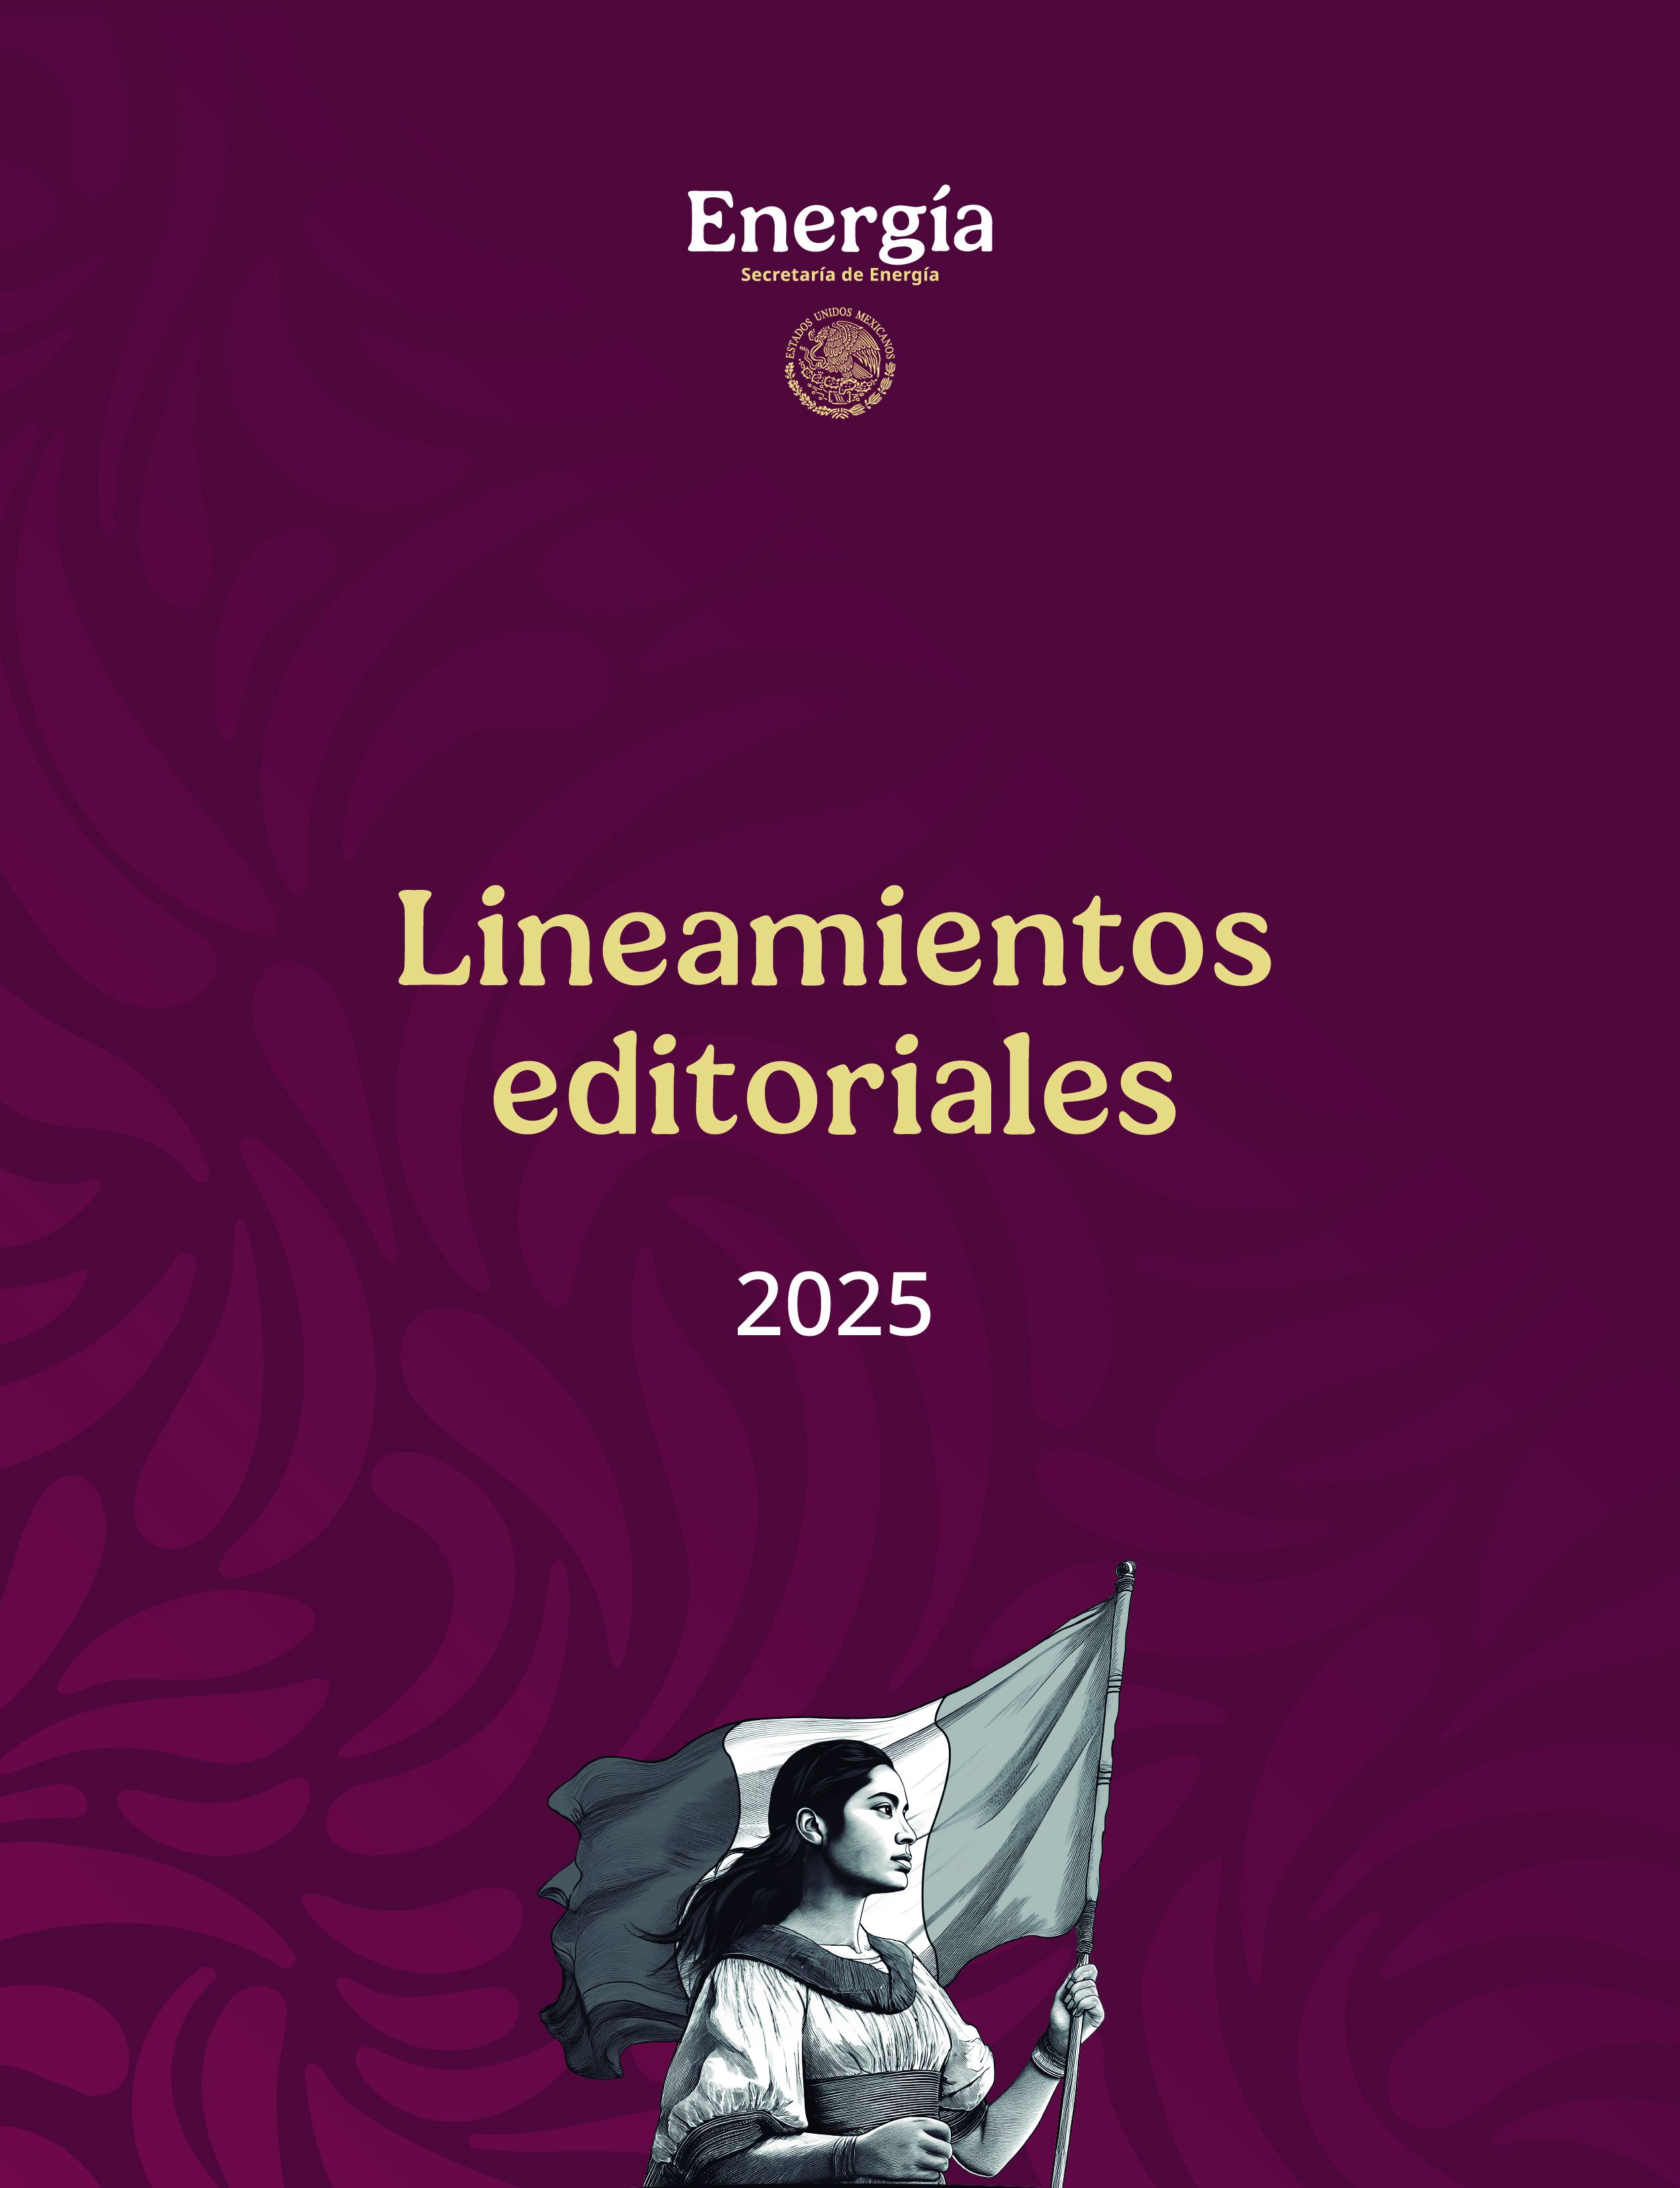 Energía
Secretaría de Energía
ESTADOS UNIDOS MEXICANOS
Lineamientos
editoriales
2025